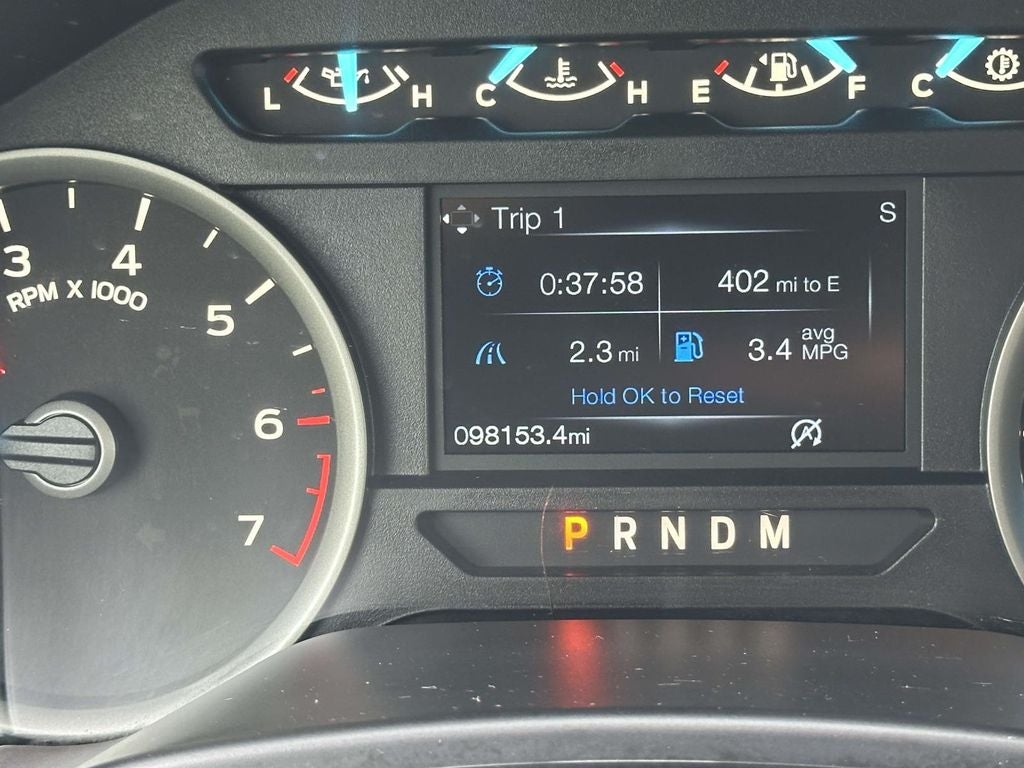 L H C H E F C
Trip 1 S
0:37:58 402 mi to E
2.3 mi 3.4 avg MPG
Hold OK to Reset
098153.4mi
3 4 5 6 7
RPM X 1000
P R N D M